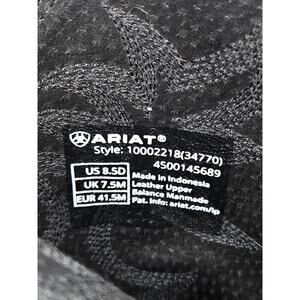 ARIAT®
Style: 10002218(34770)
4S00145689
US 8.5D
UK 7.5M
EUR 41.5M
Made in Indonesia
Leather Upper
Balance Manmade
Pat. info: ariat.com/ip